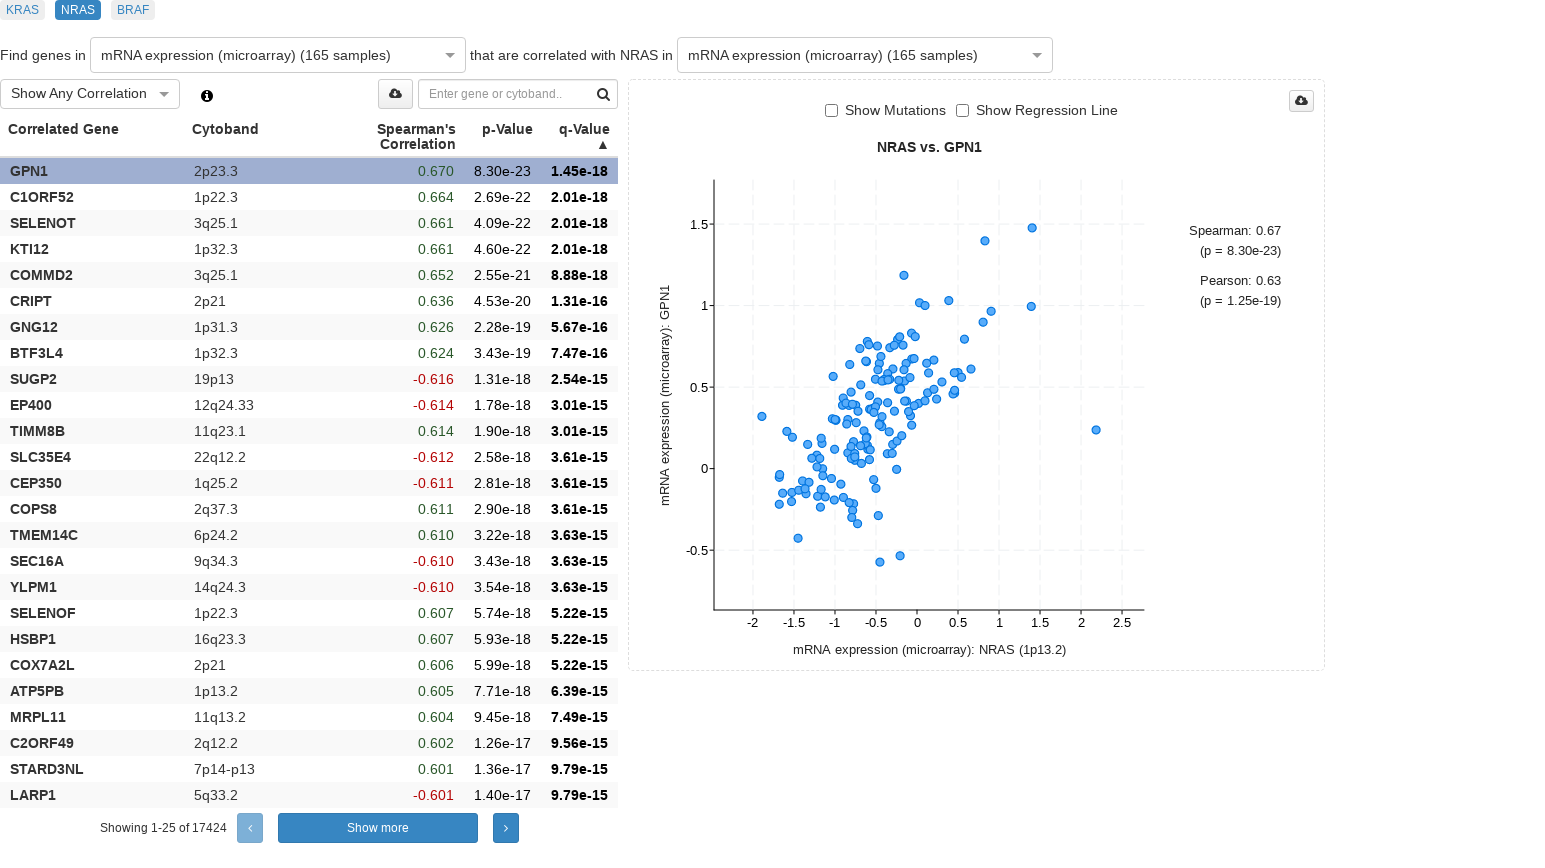 KRAS NRAS BRAF
Find genes in mRNA expression (microarray) (165 samples) that are correlated with NRAS in mRNA expression (microarray) (165 samples)
Show Any Correlation Enter gene or cytoband..
Correlated Gene Cytoband Spearman's Correlation p-Value q-Value ▲
GPN1 2p23.3 0.670 8.30e-23 1.45e-18
C1ORF52 1p22.3 0.664 2.69e-22 2.01e-18
SELENOT 3q25.1 0.661 4.09e-22 2.01e-18
KTI12 1p32.3 0.661 4.60e-22 2.01e-18
COMMD2 3q25.1 0.652 2.55e-21 8.88e-18
CRIPT 2p21 0.636 4.53e-20 1.31e-16
GNG12 1p31.3 0.626 2.28e-19 5.67e-16
BTF3L4 1p32.3 0.624 3.43e-19 7.47e-16
SUGP2 19p13 -0.616 1.31e-18 2.54e-15
EP400 12q24.33 -0.614 1.78e-18 3.01e-15
TIMM8B 11q23.1 0.614 1.90e-18 3.01e-15
SLC35E4 22q12.2 -0.612 2.58e-18 3.61e-15
CEP350 1q25.2 -0.611 2.81e-18 3.61e-15
COPS8 2q37.3 0.611 2.90e-18 3.61e-15
TMEM14C 6p24.2 0.610 3.22e-18 3.63e-15
SEC16A 9q34.3 -0.610 3.43e-18 3.63e-15
YLPM1 14q24.3 -0.610 3.54e-18 3.63e-15
SELENOF 1p22.3 0.607 5.74e-18 5.22e-15
HSBP1 16q23.3 0.607 5.93e-18 5.22e-15
COX7A2L 2p21 0.606 5.99e-18 5.22e-15
ATP5PB 1p13.2 0.605 7.71e-18 6.39e-15
MRPL11 11q13.2 0.604 9.45e-18 7.49e-15
C2ORF49 2q12.2 0.602 1.26e-17 9.56e-15
STARD3NL 7p14-p13 0.601 1.36e-17 9.79e-15
LARP1 5q33.2 -0.601 1.40e-17 9.79e-15
Showing 1-25 of 17424 ‹ Show more ›
Show Mutations Show Regression Line
NRAS vs. GPN1
1.5
1
0.5
0
-0.5
mRNA expression (microarray): GPN1
Spearman: 0.67
(p = 8.30e-23)
Pearson: 0.63
(p = 1.25e-19)
-2 -1.5 -1 -0.5 0 0.5 1 1.5 2 2.5
mRNA expression (microarray): NRAS (1p13.2)